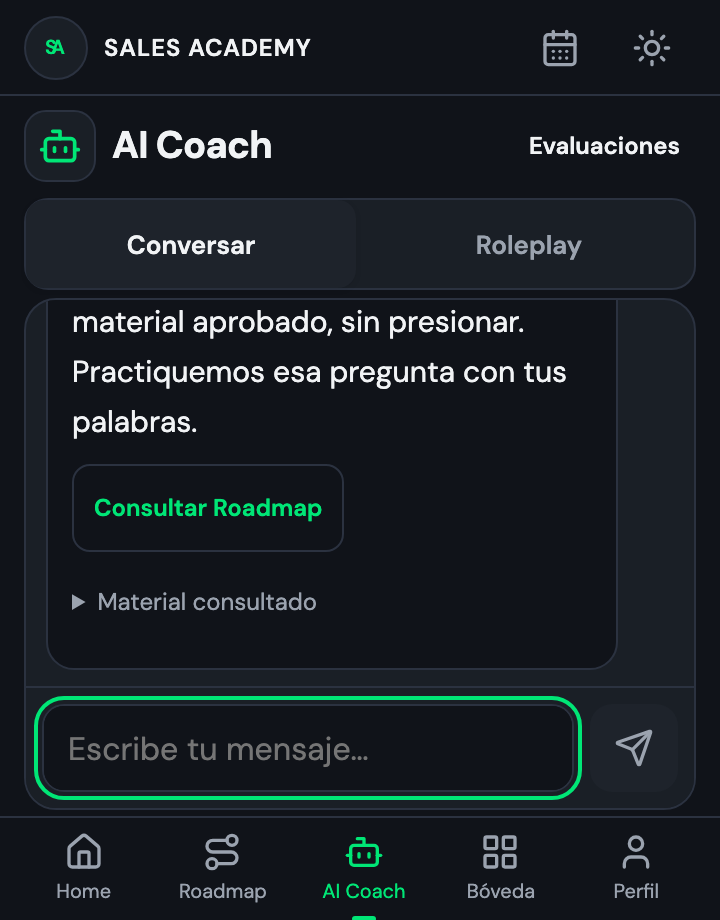 SA
SALES ACADEMY
AI Coach
Evaluaciones
Conversar
Roleplay
material aprobado, sin presionar.
Practiquemos esa pregunta con tus
palabras.
Consultar Roadmap
Material consultado
Escribe tu mensaje...
Home
Roadmap
AI Coach
Bóveda
Perfil